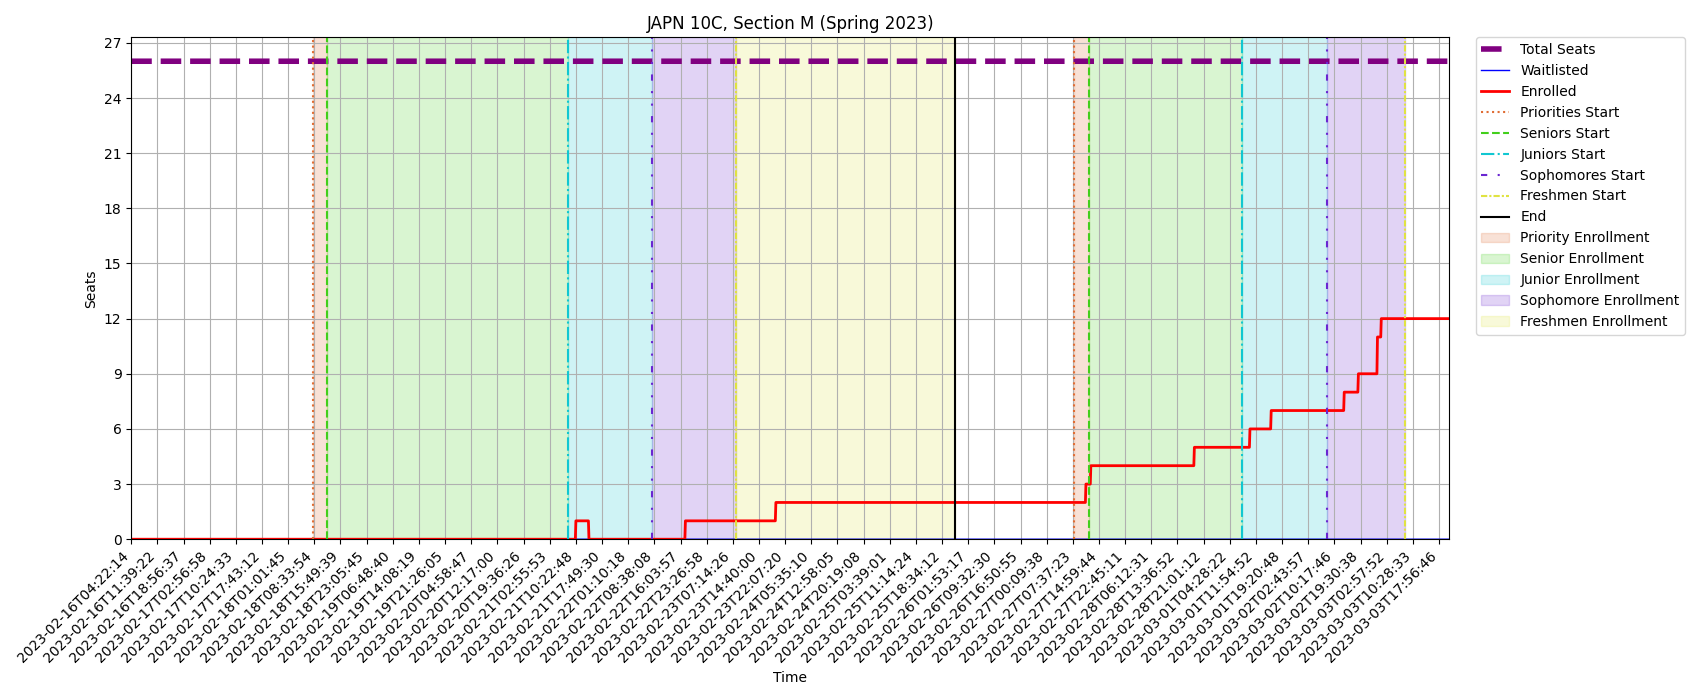 JAPN 10C, Section M (Spring 2023)
Seats
27
24
21
18
15
12
9
6
3
0
2023-02-16T04:22:14
2023-02-16T11:39:22
2023-02-16T18:56:37
2023-02-17T02:56:58
2023-02-17T10:24:33
2023-02-17T17:43:12
2023-02-18T01:01:45
2023-02-18T08:33:54
2023-02-18T15:49:39
2023-02-18T23:05:45
2023-02-19T06:48:40
2023-02-19T14:08:19
2023-02-19T21:26:05
2023-02-20T04:58:47
2023-02-20T12:17:00
2023-02-20T19:36:26
2023-02-21T02:55:53
2023-02-21T10:22:48
2023-02-21T17:49:30
2023-02-22T01:10:18
2023-02-22T08:38:08
2023-02-22T16:03:57
2023-02-22T23:26:58
2023-02-23T07:14:26
2023-02-23T14:40:00
2023-02-23T22:07:20
2023-02-24T05:35:10
2023-02-24T12:58:05
2023-02-24T20:19:08
2023-02-25T03:39:01
2023-02-25T11:14:24
2023-02-25T18:34:12
2023-02-26T01:53:17
2023-02-26T09:32:30
2023-02-26T16:50:55
2023-02-27T00:09:38
2023-02-27T07:37:23
2023-02-27T14:59:44
2023-02-27T22:45:11
2023-02-28T06:12:31
2023-02-28T13:36:52
2023-02-28T21:01:12
2023-03-01T04:28:22
2023-03-01T11:54:52
2023-03-01T19:20:48
2023-03-02T02:43:57
2023-03-02T10:17:46
2023-03-02T19:30:38
2023-03-03T02:57:52
2023-03-03T10:28:33
2023-03-03T17:56:46
Time
Total Seats
Waitlisted
Enrolled
Priorities Start
Seniors Start
Juniors Start
Sophomores Start
Freshmen Start
End
Priority Enrollment
Senior Enrollment
Junior Enrollment
Sophomore Enrollment
Freshmen Enrollment